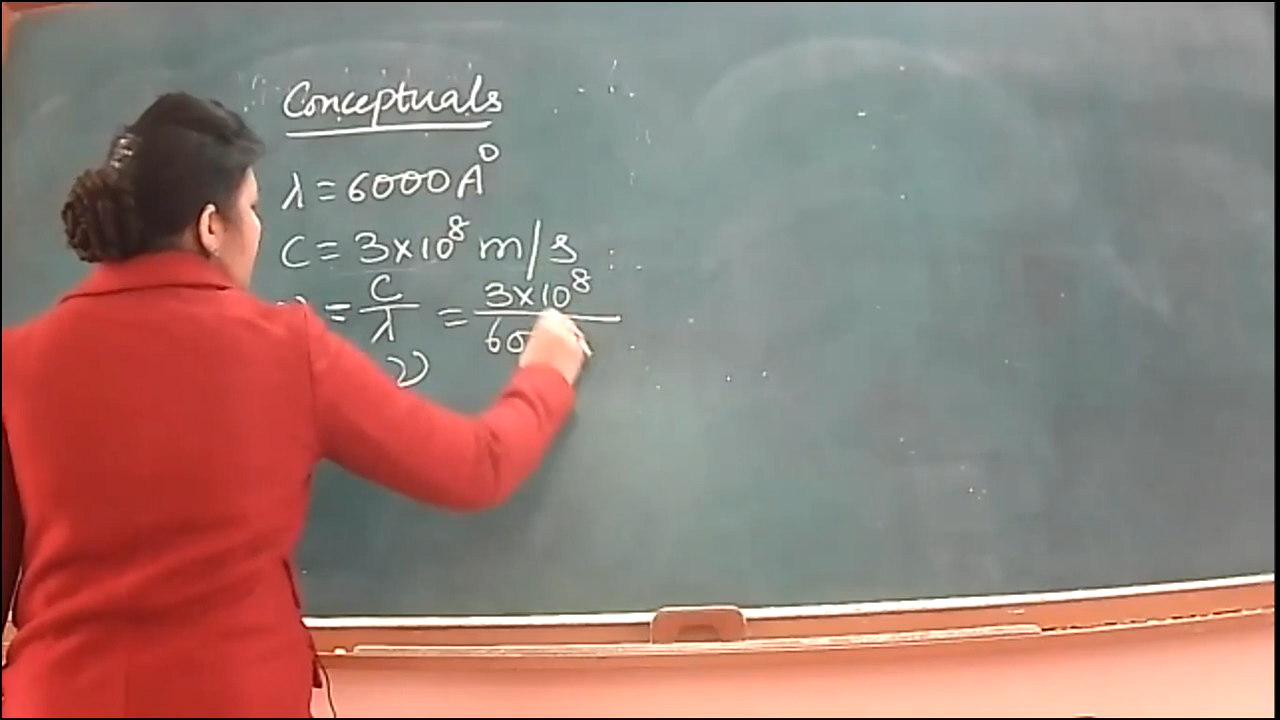 Conceptuals
λ = 6000 A°
C = 3×10⁸ m/s
= C/λ = 3×10⁸/60
ν